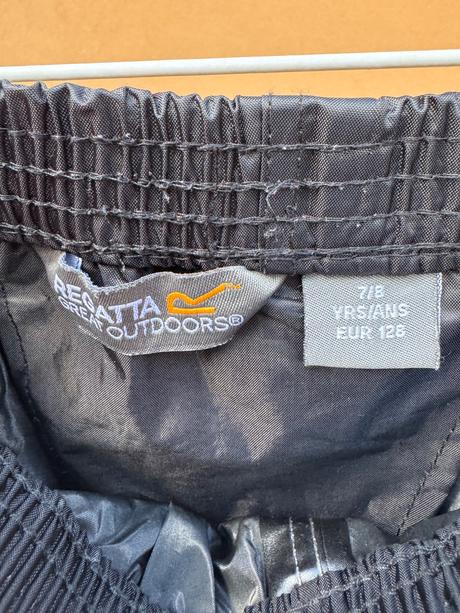 REGATTA
GREAT OUTDOORS®
7/8
YRS/ANS
EUR 128